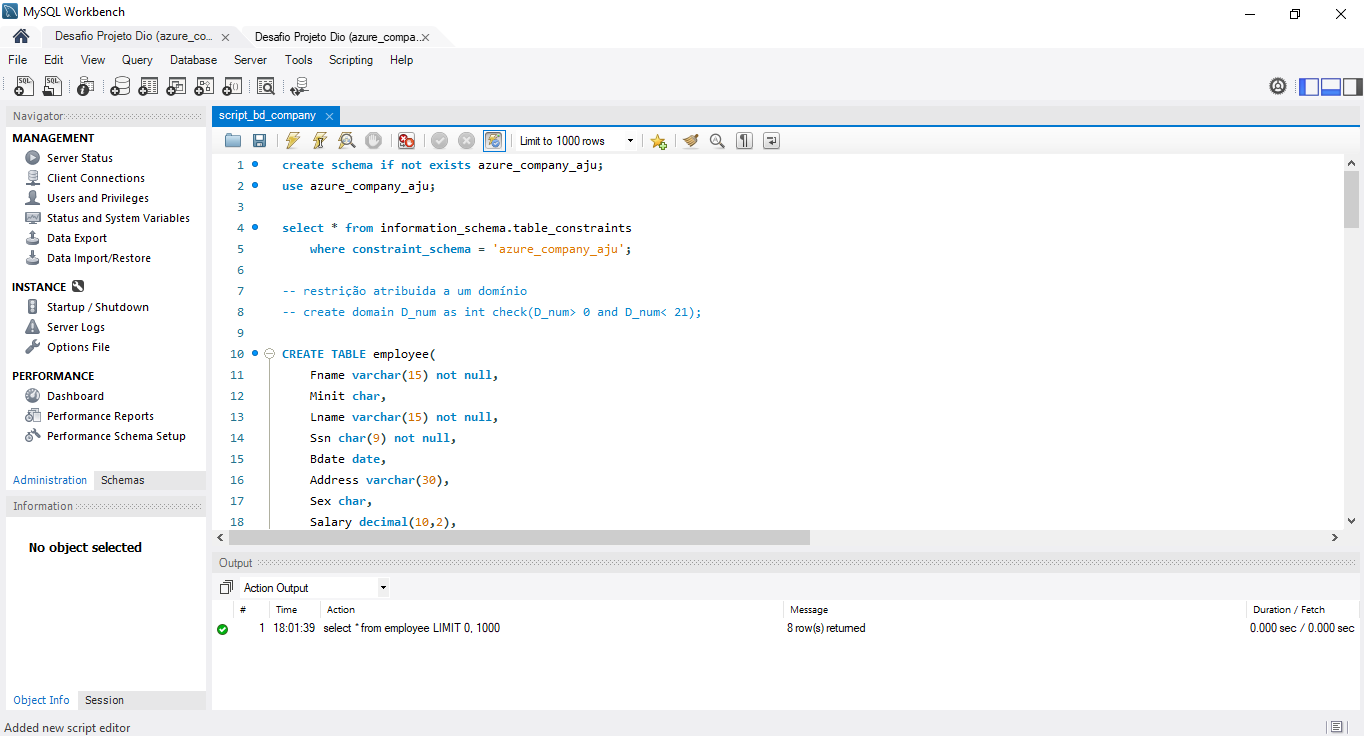 MySQL Workbench
Desafio Projeto Dio (azure_co...
Desafio Projeto Dio (azure_compa...
File Edit View Query Database Server Tools Scripting Help
Navigator
MANAGEMENT
Server Status
Client Connections
Users and Privileges
Status and System Variables
Data Export
Data Import/Restore
INSTANCE
Startup / Shutdown
Server Logs
Options File
PERFORMANCE
Dashboard
Performance Reports
Performance Schema Setup
Administration Schemas
Information
No object selected
Object Info Session
script_bd_company
Limit to 1000 rows
1 create schema if not exists azure_company_aju;
2 use azure_company_aju;
3
4 select * from information_schema.table_constraints
5 where constraint_schema = 'azure_company_aju';
6
7 -- restrição atribuida a um domínio
8 -- create domain D_num as int check(D_num> 0 and D_num< 21);
9
10 CREATE TABLE employee(
11 Fname varchar(15) not null,
12 Minit char,
13 Lname varchar(15) not null,
14 Ssn char(9) not null,
15 Bdate date,
16 Address varchar(30),
17 Sex char,
18 Salary decimal(10,2),
Output
Action Output
# Time Action Message Duration / Fetch
1 18:01:39 select * from employee LIMIT 0, 1000 8 row(s) returned 0.000 sec / 0.000 sec
Added new script editor